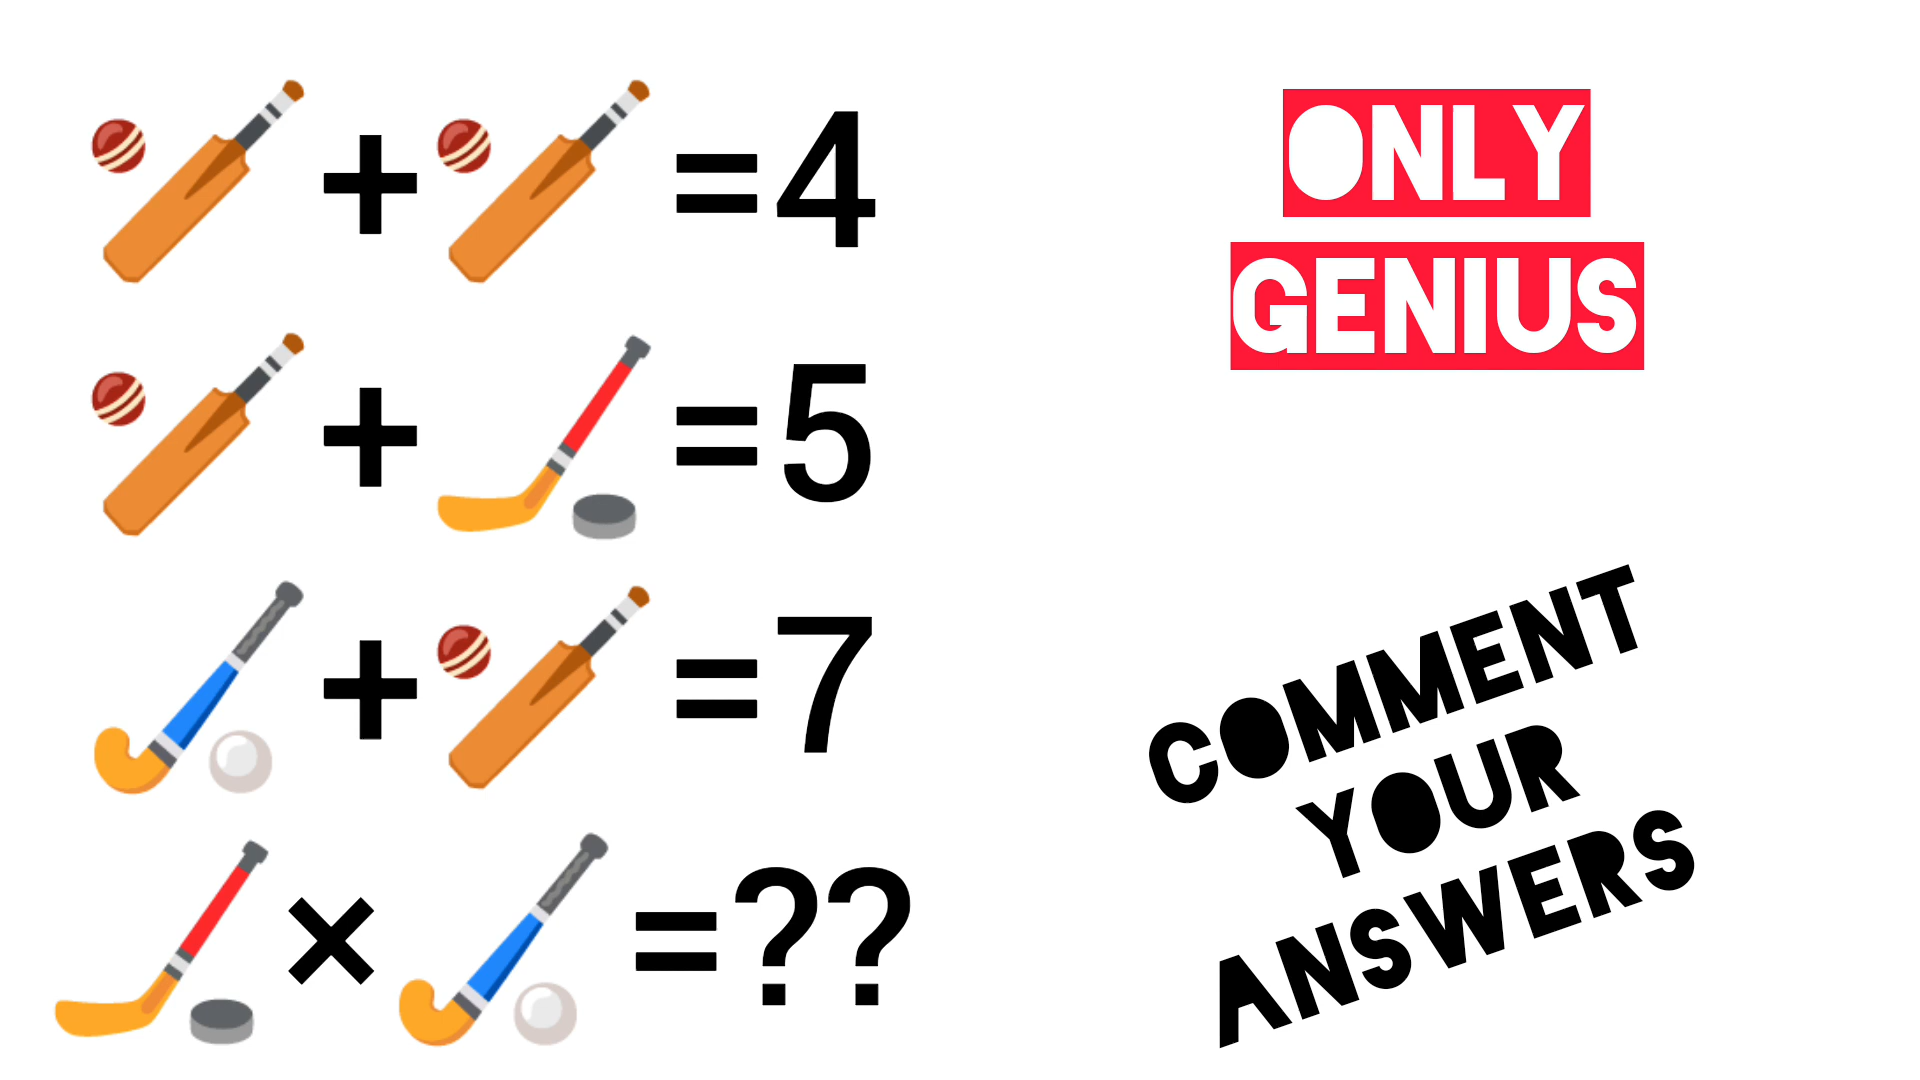 + =4
+ =5
+ =7
× =??
ONLY
GENIUS
COMMENT
YOUR
ANSWERS